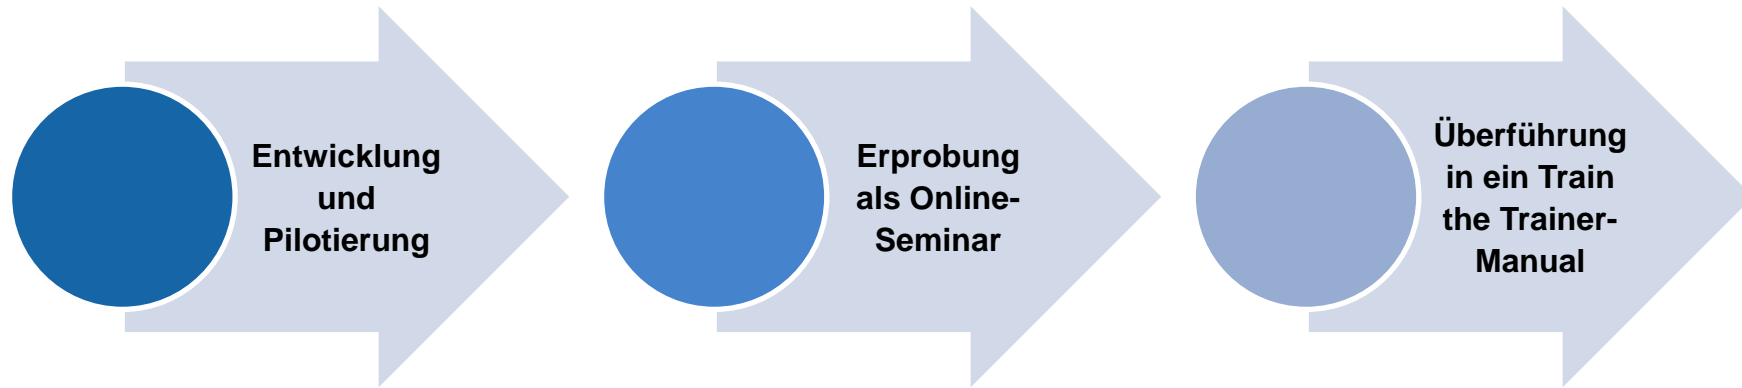 Entwicklung
und
Pilotierung
Erprobung
als Online-
Seminar
Überführung
in ein Train
the Trainer-
Manual